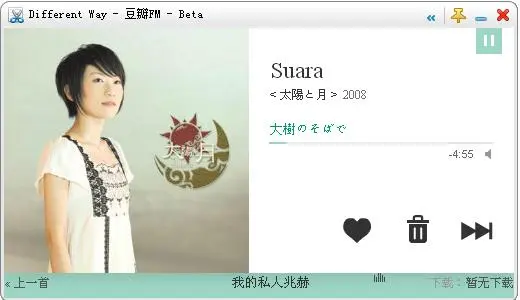 Different Way - 豆瓣FM - Beta
Suara
< 太陽と月 > 2008
大樹のそばで
-4:55
太陽と月
« 上一首
我的私人兆赫
下载：暂无下载